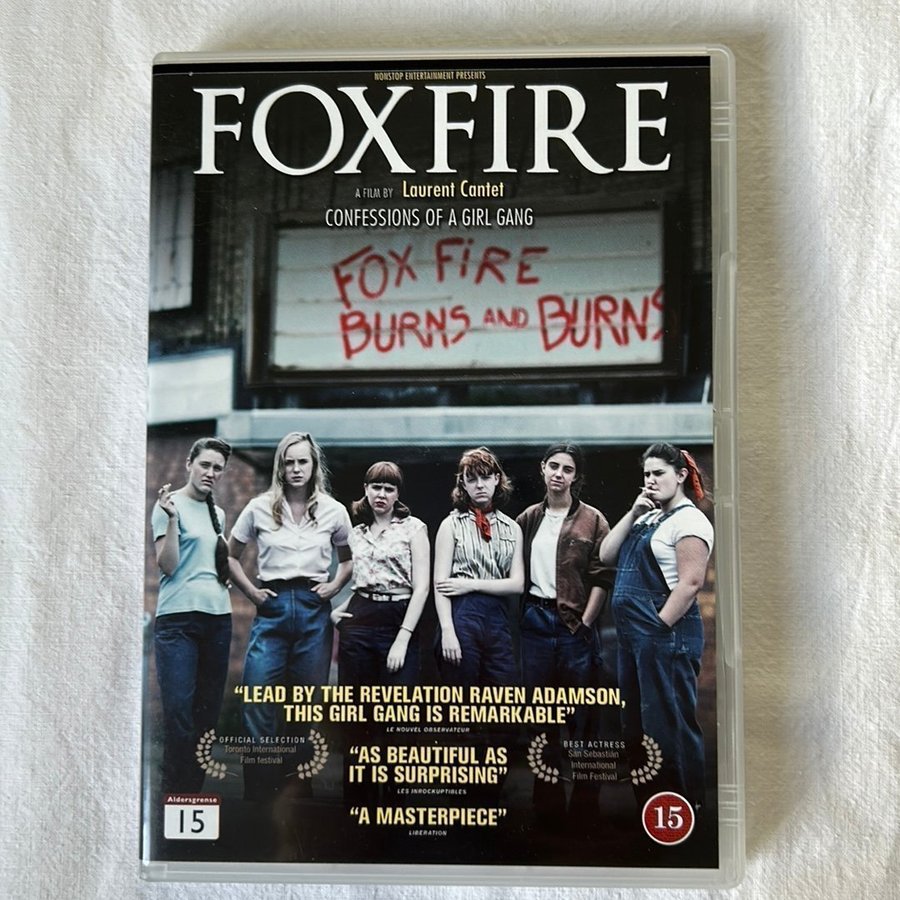 NONSTOP ENTERTAINMENT PRESENTS
FOXFIRE
A FILM BY Laurent Cantet
CONFESSIONS OF A GIRL GANG
FOX FIRE
BURNS AND BURNS
“LEAD BY THE REVELATION RAVEN ADAMSON,
THIS GIRL GANG IS REMARKABLE”
LE NOUVEL OBSERVATEUR
OFFICIAL SELECTION
Toronto International
Film festival
“AS BEAUTIFUL AS
IT IS SURPRISING”
LES INROCKUPTIBLES
BEST ACTRESS
San Sebastián
International
Film Festival
“A MASTERPIECE”
LIBERATION
Aldersgrense
15
15